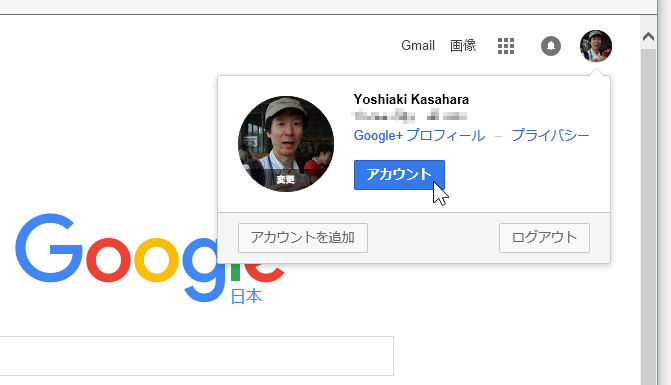 Gmail 画像
Yoshiaki Kasahara
Google+ プロフィール – プライバシー
変更
アカウント
アカウントを追加 ログアウト
Google
日本